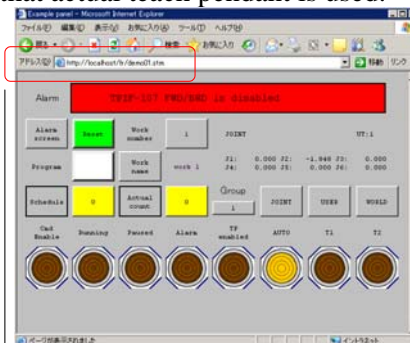 that actual teach pendant is used.
Example panel - Microsoft Internet Explorer
ファイル(F) 編集(E) 表示(V) お気に入り(A) ツール(T) ヘルプ(H)
戻る 検索 お気に入り
アドレス(D) http://localhost/fr/demo01.stm 移動 リンク
Alarm
is disabled
Alarm screen Reset Work number 1 JOINT UT:1
Program Work name work 1 J1: 0.000 J2: J3: 0.000
J4: 0.000 J5: 0.000 J6: 0.000
Schedule 0 Actual count 0 Group 1 JOINT USER WORLD
Cmd Enable Running Paused Alarm TP enabled AUTO T1 T2
ページが表示されました イントラネット